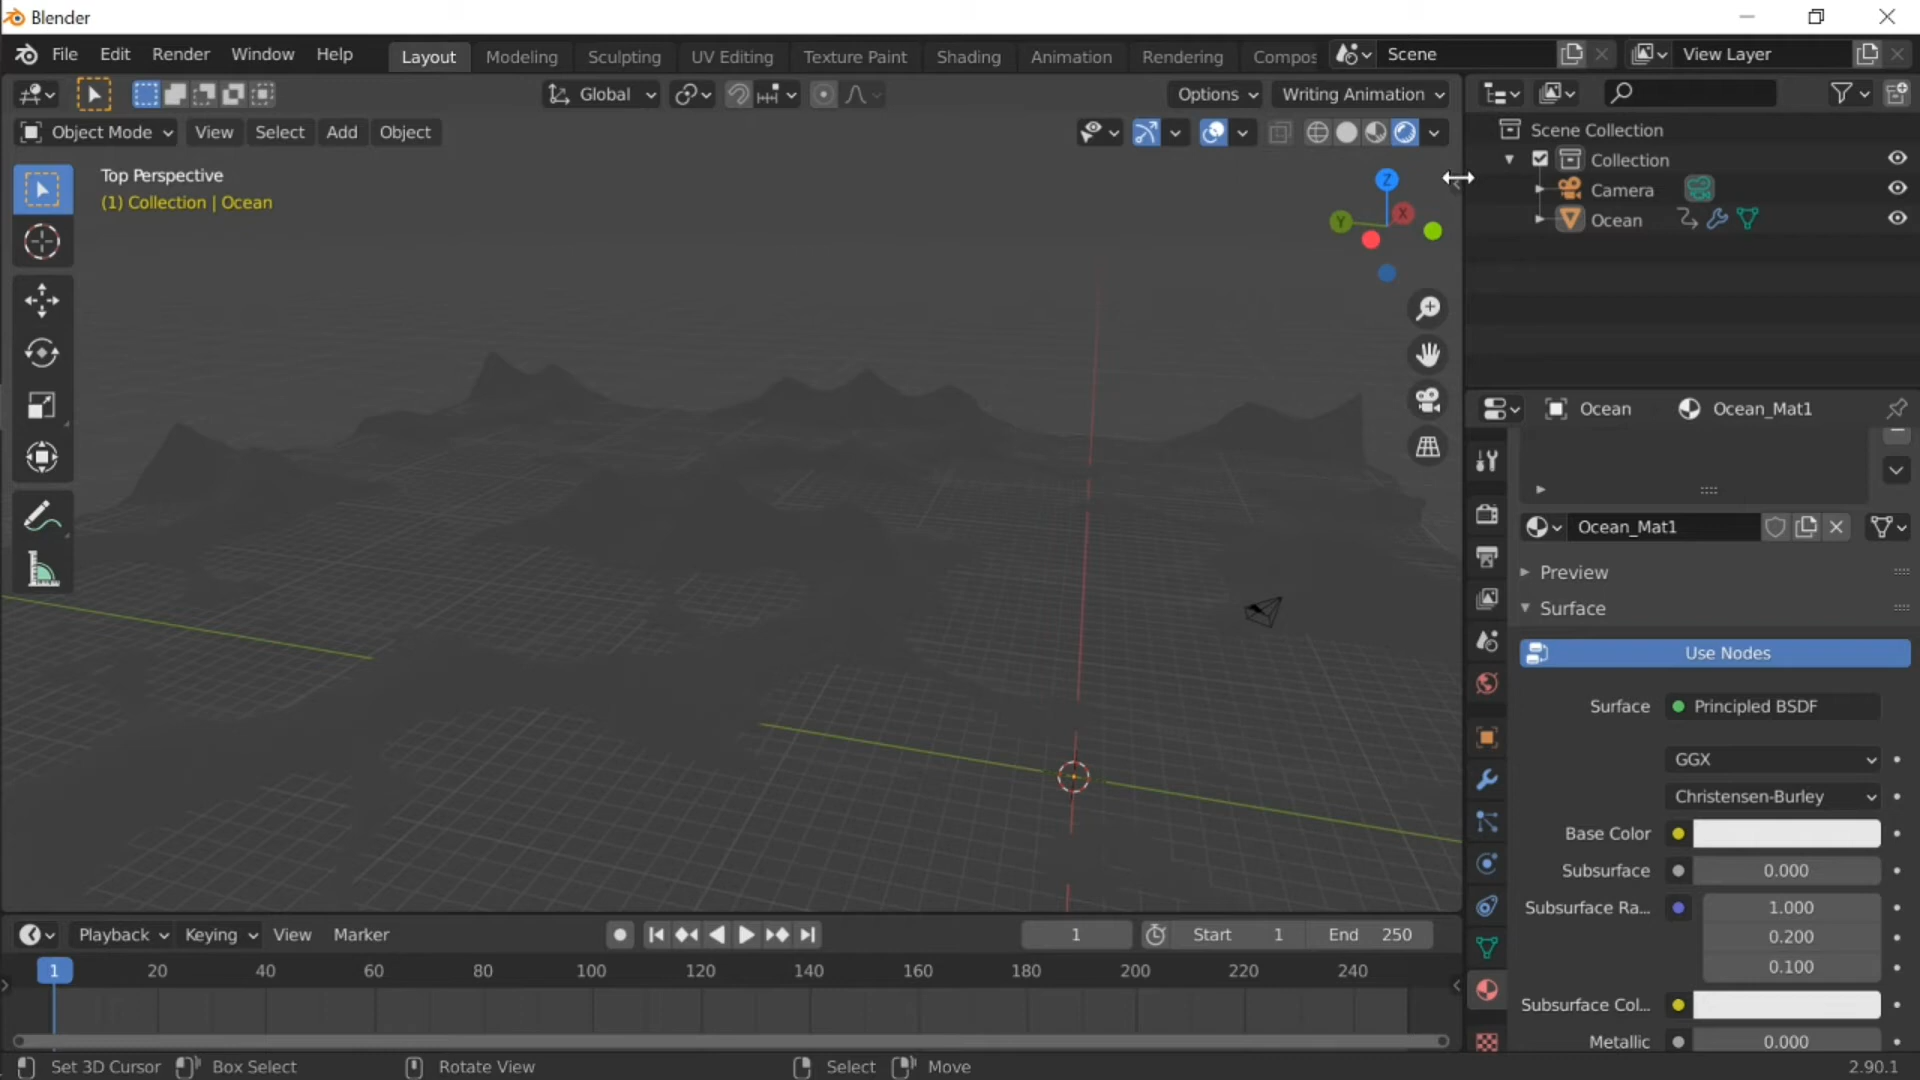 Blender
File Edit Render Window Help Layout Modeling Sculpting UV Editing Texture Paint Shading Animation Rendering Compos Scene View Layer
Global Options Writing Animation
Object Mode View Select Add Object
Top Perspective
(1) Collection | Ocean
Z
X
Y
Scene Collection
Collection
Camera
Ocean
Ocean Ocean_Mat1
Ocean_Mat1
Preview
Surface
Use Nodes
Surface Principled BSDF
GGX
Christensen-Burley
Base Color
Subsurface 0.000
Subsurface Ra... 1.000
0.200
0.100
Subsurface Col...
Metallic 0.000
Playback Keying View Marker 1 Start 1 End 250
1 20 40 60 80 100 120 140 160 180 200 220 240
Set 3D Cursor Box Select Rotate View Select Move 2.90.1